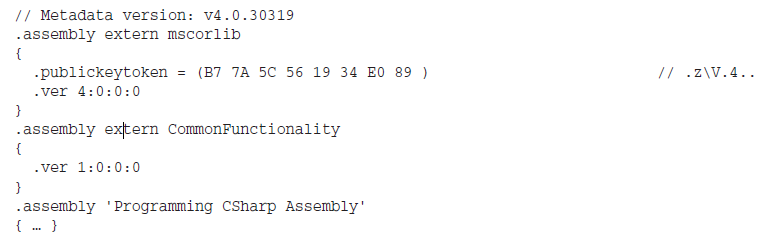 // Metadata version: v4.0.30319
.assembly extern mscorlib
{
.publickeytoken = (B7 7A 5C 56 19 34 E0 89 ) // .z\V.4..
.ver 4:0:0:0
}
.assembly extern CommonFunctionality
{
.ver 1:0:0:0
}
.assembly 'Programming CSharp Assembly'
{ … }